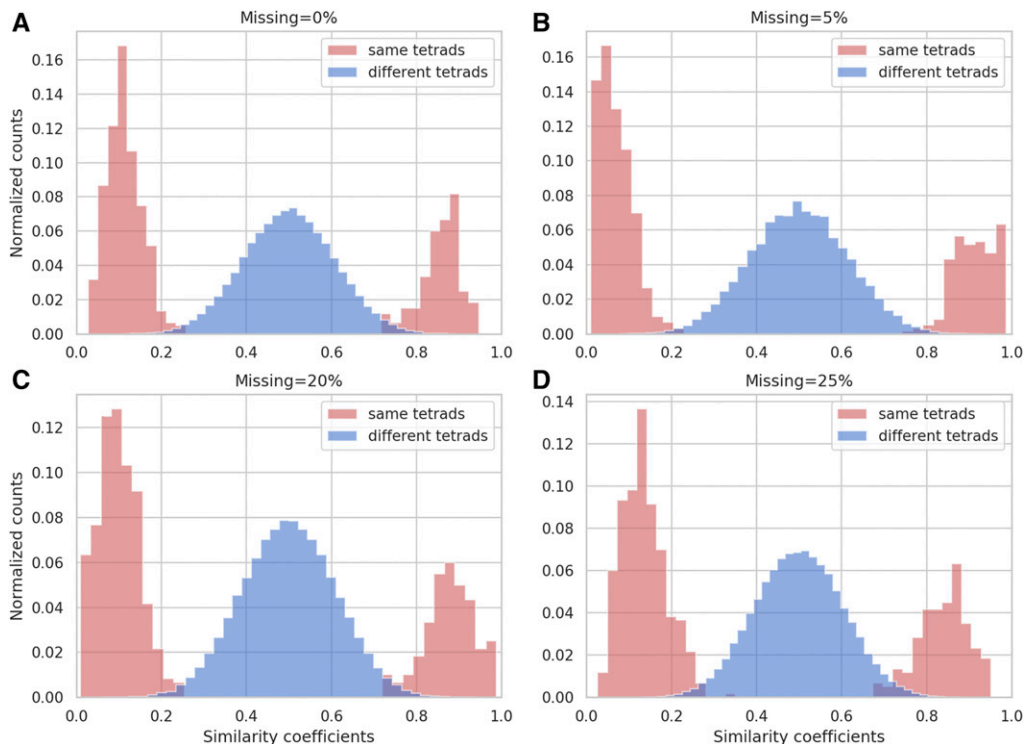 A
Missing=0%
same tetrads
different tetrads
Normalized counts
0.16
0.14
0.12
0.10
0.08
0.06
0.04
0.02
0.00
0.0 0.2 0.4 0.6 0.8 1.0
B
Missing=5%
same tetrads
different tetrads
0.16
0.14
0.12
0.10
0.08
0.06
0.04
0.02
0.00
0.0 0.2 0.4 0.6 0.8 1.0
C
Missing=20%
same tetrads
different tetrads
Normalized counts
0.12
0.10
0.08
0.06
0.04
0.02
0.00
0.0 0.2 0.4 0.6 0.8 1.0
Similarity coefficients
D
Missing=25%
same tetrads
different tetrads
0.14
0.12
0.10
0.08
0.06
0.04
0.02
0.00
0.0 0.2 0.4 0.6 0.8 1.0
Similarity coefficients